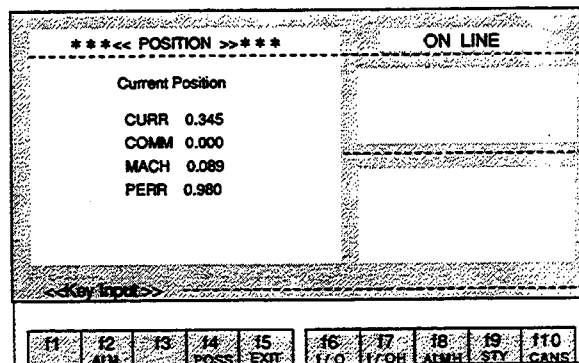 ***<< POSITION >>***
ON LINE
Current Position
CURR 0.345
COMM 0.000
MACH 0.089
PERR 0.980
<<Key Input>>
f1 f2 f3 f4 f5 f6 f7 f8 f9 f10
ALM POSS EXIT I/O I/OH ALMH STY CANS